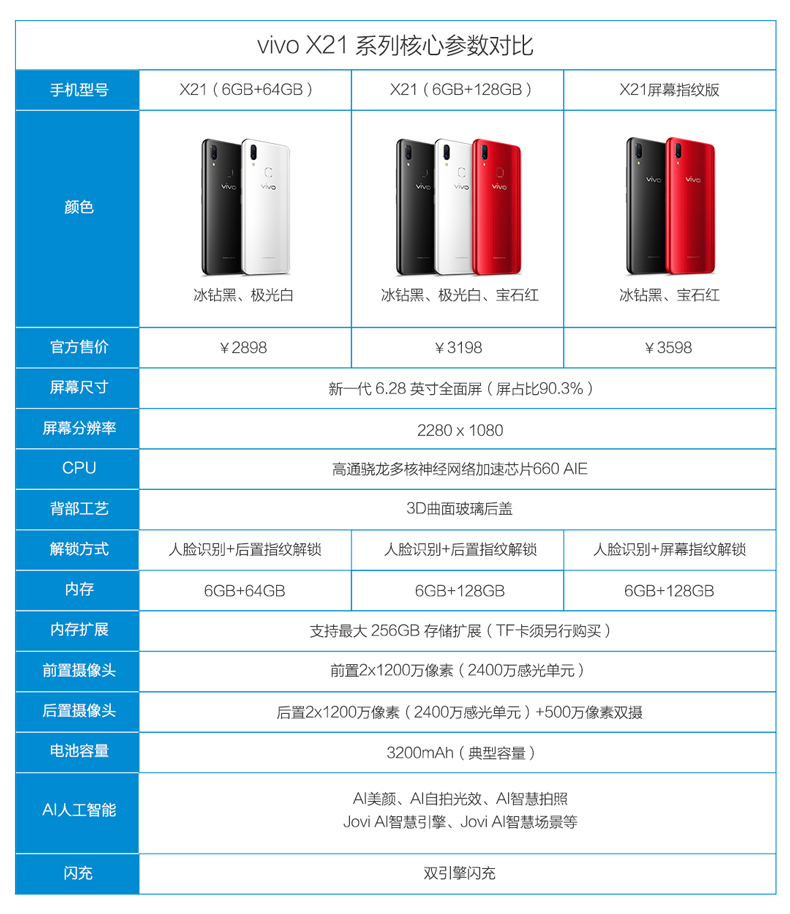 vivo X21 系列核心参数对比
手机型号
X21（6GB+64GB）
X21（6GB+128GB）
X21屏幕指纹版
颜色
vivo
vivo
vivo
vivo
vivo
vivo
vivo
冰钻黑、极光白
冰钻黑、极光白、宝石红
冰钻黑、宝石红
官方售价
￥2898
￥3198
￥3598
屏幕尺寸
新一代 6.28 英寸全面屏（屏占比90.3%）
屏幕分辨率
2280 x 1080
CPU
高通骁龙多核神经网络加速芯片660 AIE
背部工艺
3D曲面玻璃后盖
解锁方式
人脸识别+后置指纹解锁
人脸识别+后置指纹解锁
人脸识别+屏幕指纹解锁
内存
6GB+64GB
6GB+128GB
6GB+128GB
内存扩展
支持最大 256GB 存储扩展（TF卡须另行购买）
前置摄像头
前置2x1200万像素（2400万感光单元）
后置摄像头
后置2x1200万像素（2400万感光单元）+500万像素双摄
电池容量
3200mAh（典型容量）
AI人工智能
AI美颜、AI自拍光效、AI智慧拍照
Jovi AI智慧引擎、Jovi AI智慧场景等
闪充
双引擎闪充